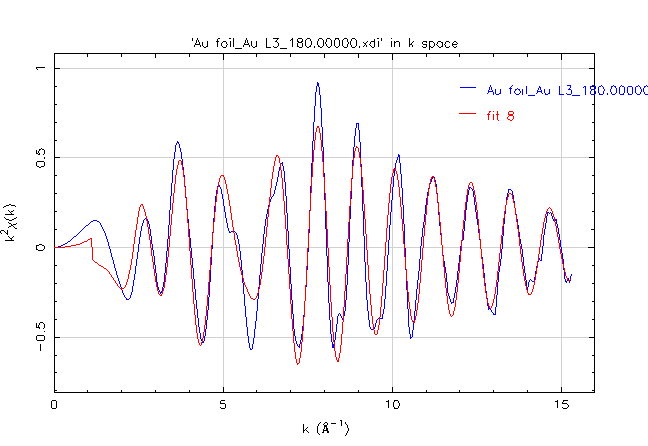 'Au foil_Au L3_180.00000.xdi' in k space
Au foil_Au L3_180.00000
fit 8
1
0.5
0
−0.5
k²χ(k)
0 5 10 15
k (Å⁻¹)